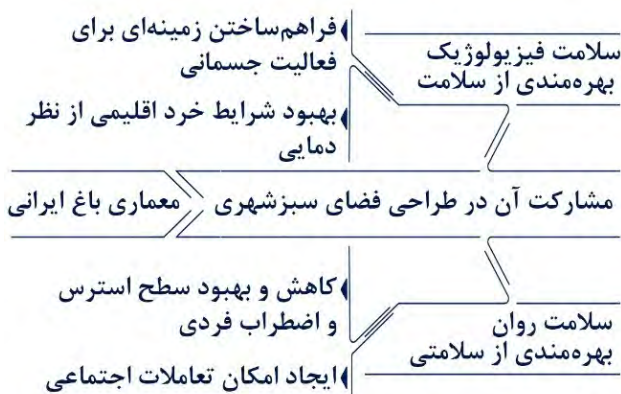 سلامت فیزیولوژیک
بهره‌مندی از سلامت
فراهم‌ساختن زمینه‌ای برای
فعالیت جسمانی
بهبود شرایط خرد اقلیمی از نظر
دمایی
مشارکت آن در طراحی فضای سبزشهری
معماری باغ ایرانی
سلامت روان
بهره‌مندی از سلامتی
کاهش و بهبود سطح استرس
و اضطراب فردی
ایجاد امکان تعاملات اجتماعی